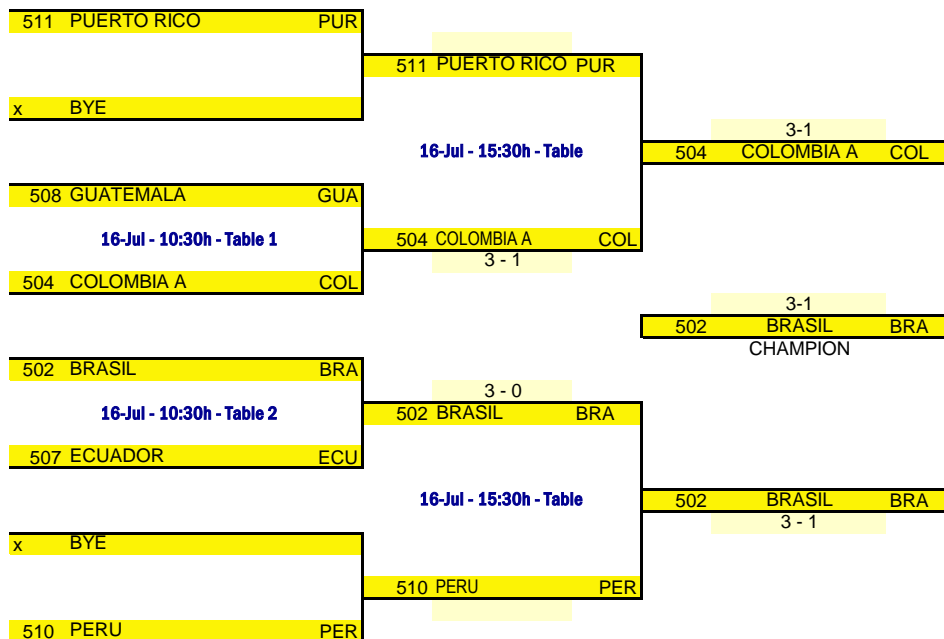 511 PUERTO RICO PUR
511 PUERTO RICO PUR
x BYE
16-Jul - 15:30h - Table
3-1
504 COLOMBIA A COL
508 GUATEMALA GUA
16-Jul - 10:30h - Table 1
504 COLOMBIA A COL
3 - 1
504 COLOMBIA A COL
3-1
502 BRASIL BRA
CHAMPION
502 BRASIL BRA
3 - 0
16-Jul - 10:30h - Table 2
502 BRASIL BRA
507 ECUADOR ECU
16-Jul - 15:30h - Table
502 BRASIL BRA
3 - 1
x BYE
510 PERU PER
510 PERU PER